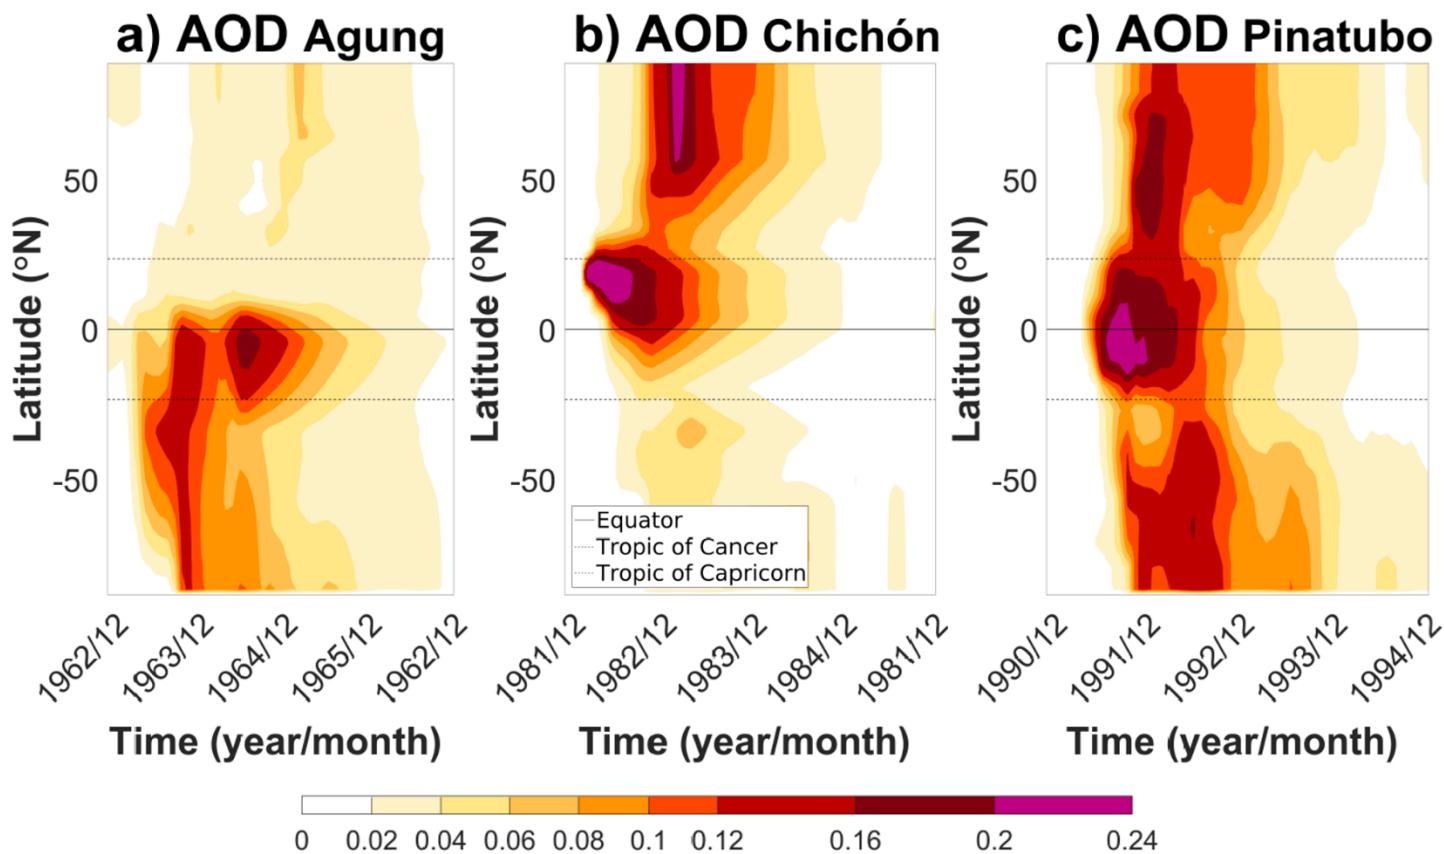 a) AOD Agung
b) AOD Chichón
c) AOD Pinatubo
Latitude (°N)
50
0
-50
1962/12
1963/12
1964/12
1965/12
1962/12
Time (year/month)
Latitude (°N)
50
0
-50
Equator
Tropic of Cancer
Tropic of Capricorn
1981/12
1982/12
1983/12
1984/12
1981/12
Time (year/month)
Latitude (°N)
50
0
-50
1990/12
1991/12
1992/12
1993/12
1994/12
Time (year/month)
0 0.02 0.04 0.06 0.08 0.1 0.12 0.16 0.2 0.24